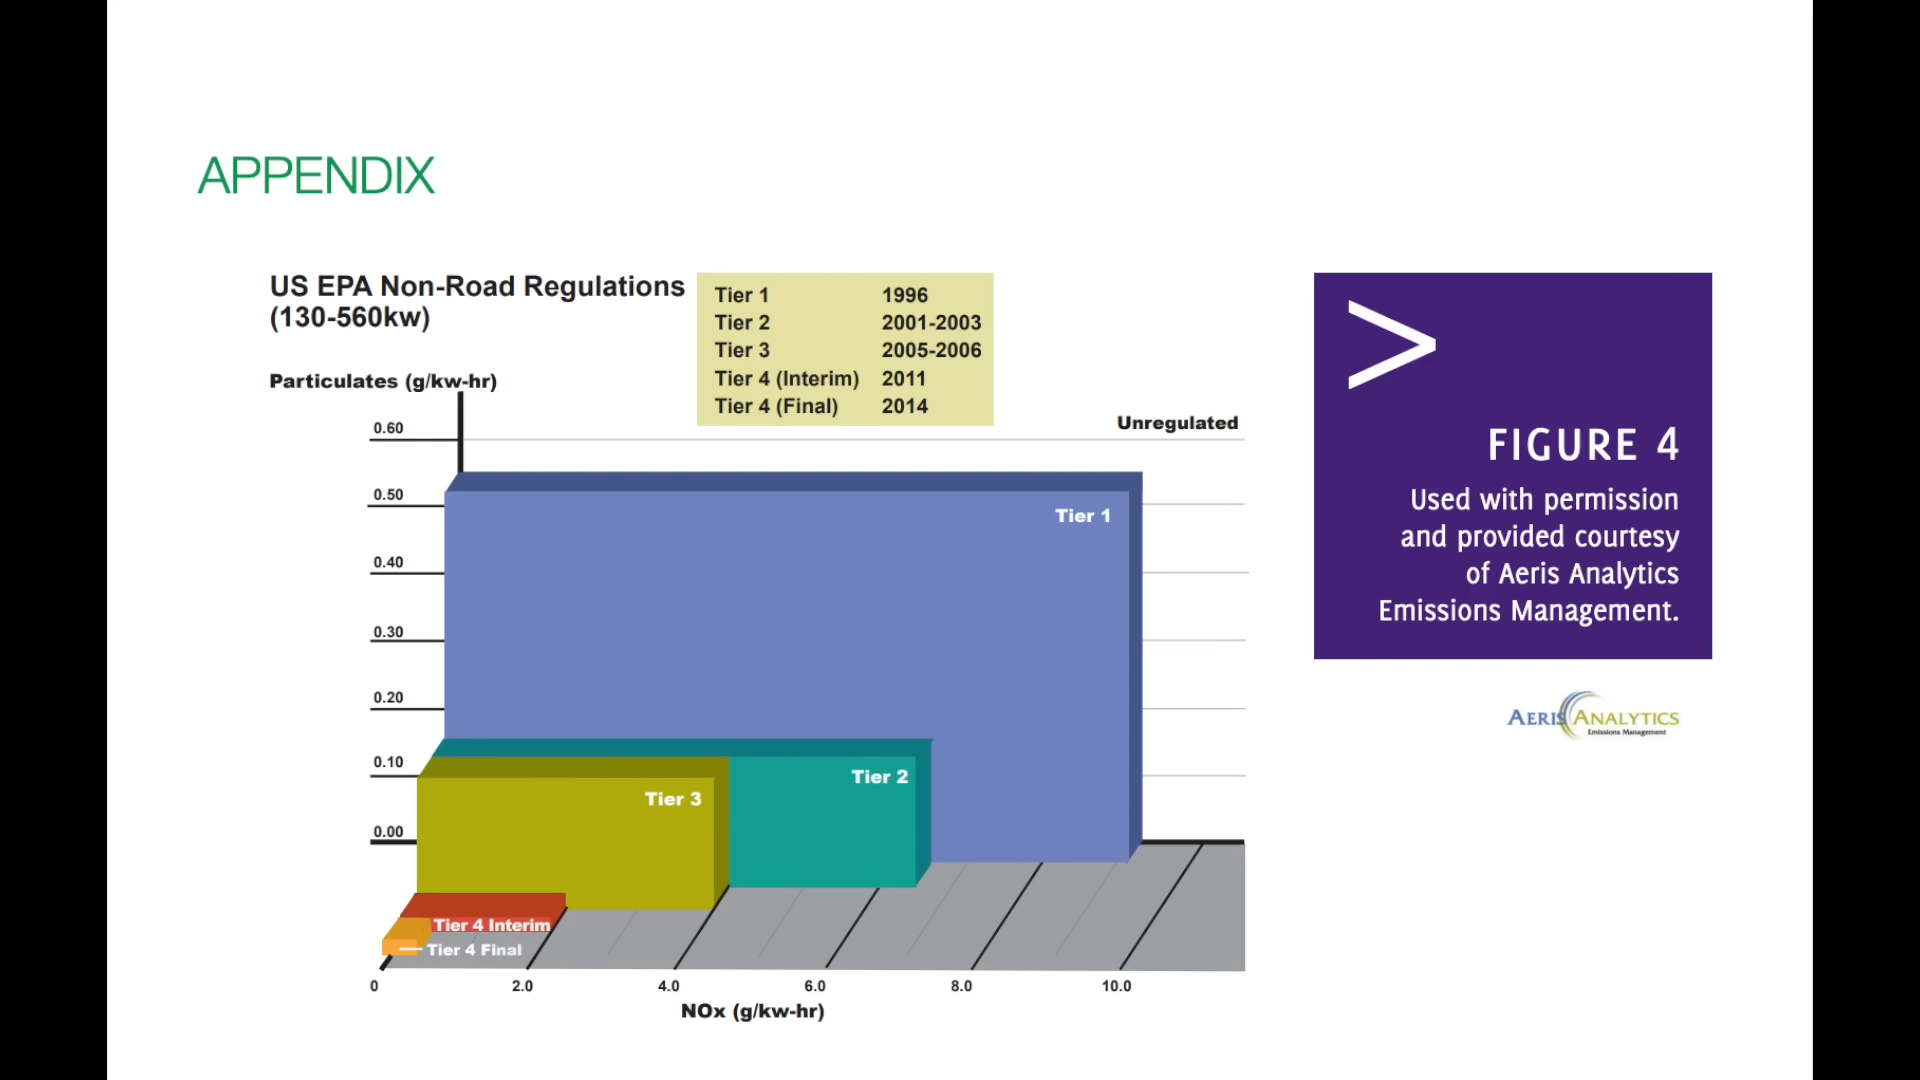 APPENDIX
US EPA Non-Road Regulations
(130-560kw)
Tier 1 1996
Tier 2 2001-2003
Tier 3 2005-2006
Tier 4 (Interim) 2011
Tier 4 (Final) 2014
Particulates (g/kw-hr)
Unregulated
0.60
0.50
0.40
0.30
0.20
0.10
0.00
Tier 1
Tier 2
Tier 3
Tier 4 Interim
Tier 4 Final
0 2.0 4.0 6.0 8.0 10.0
NOx (g/kw-hr)
>
FIGURE 4
Used with permission
and provided courtesy
of Aeris Analytics
Emissions Management.
AERIS ANALYTICS
Emissions Management